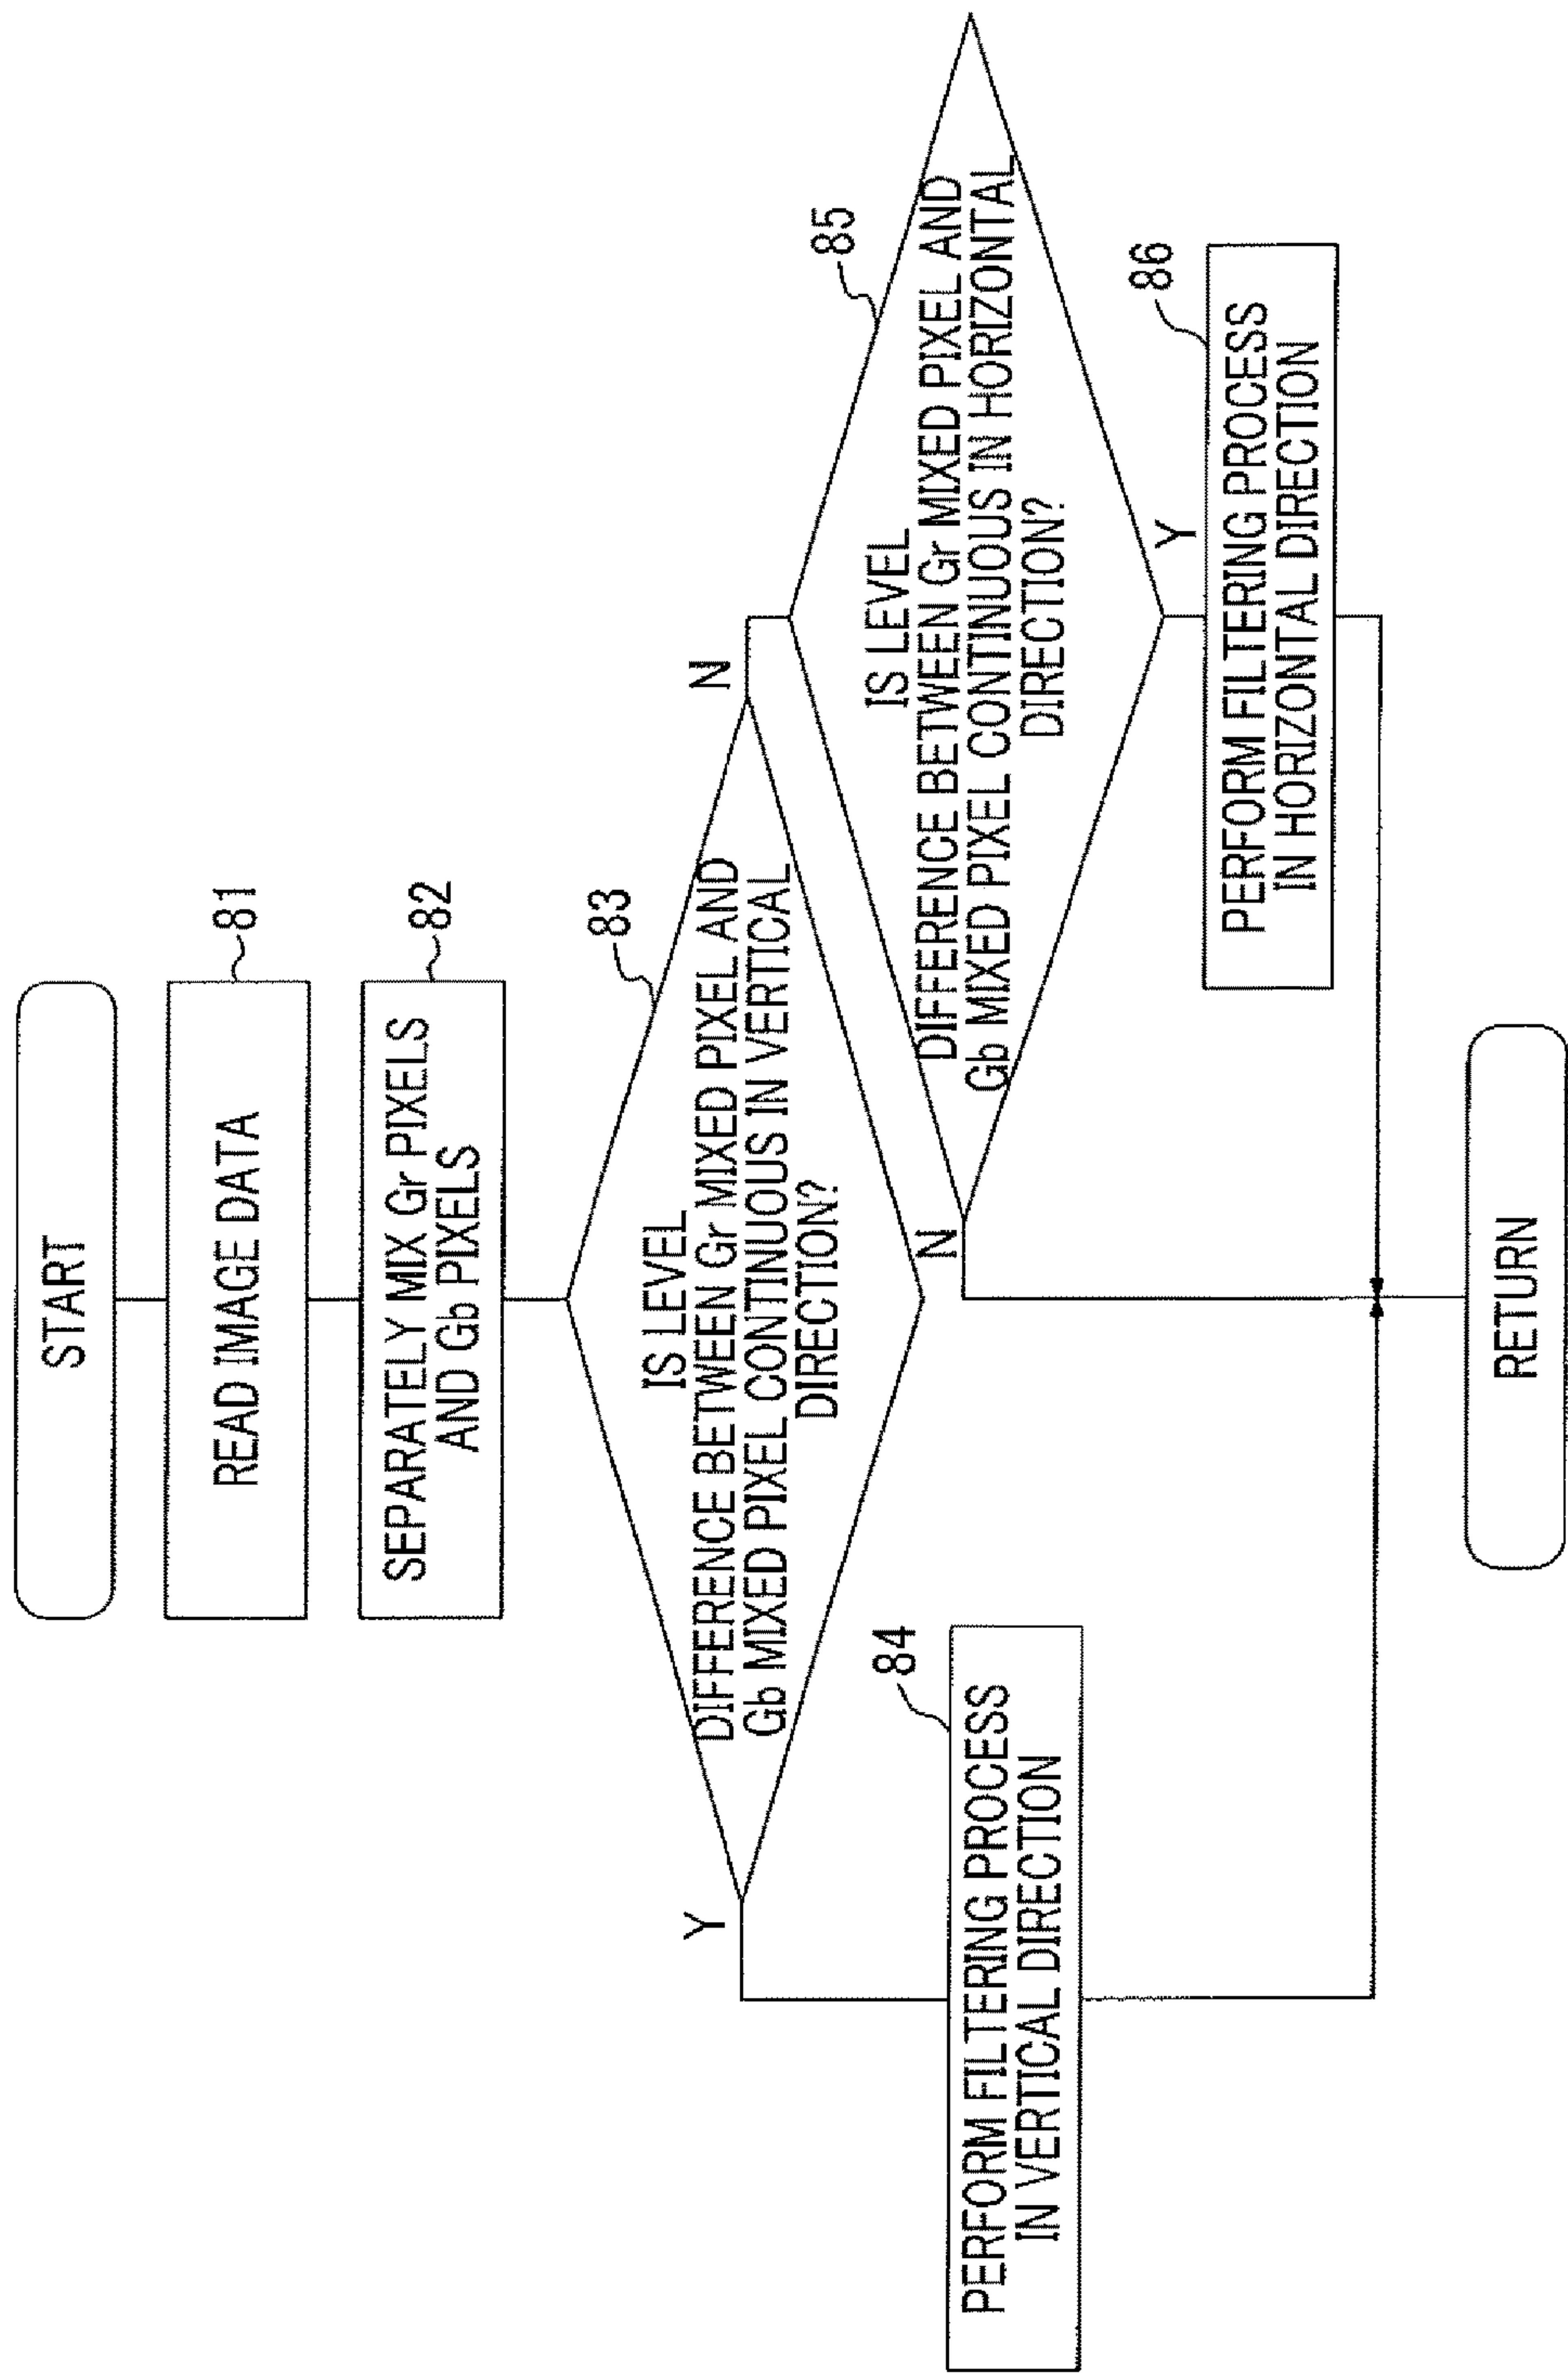 START
READ IMAGE DATA
81
SEPARATELY MIX Gr PIXELS
AND Gb PIXELS
82
83
IS LEVEL
DIFFERENCE BETWEEN Gr MIXED PIXEL AND
Gb MIXED PIXEL CONTINUOUS IN VERTICAL
DIRECTION?
Y
N
84
PERFORM FILTERING PROCESS
IN VERTICAL DIRECTION
85
IS LEVEL
DIFFERENCE BETWEEN Gr MIXED PIXEL AND
Gb MIXED PIXEL CONTINUOUS IN HORIZONTAL
DIRECTION?
N
Y
86
PERFORM FILTERING PROCESS
IN HORIZONTAL DIRECTION
RETURN